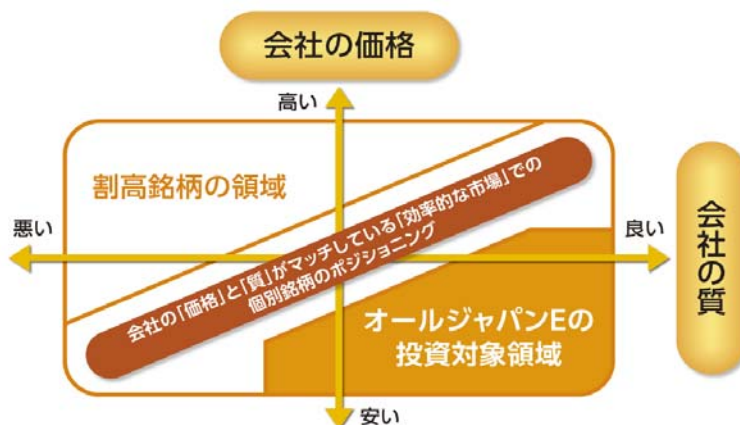 会社の価格
高い
割高銘柄の領域
悪い
良い
会社の質
会社の「価格」と「質」がマッチしている「効率的な市場」での
個別銘柄のポジショニング
オールジャパンEの
投資対象領域
安い